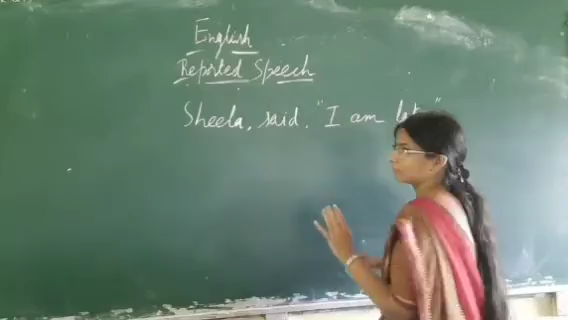 English
Reported Speech
Sheela, said, "I am "